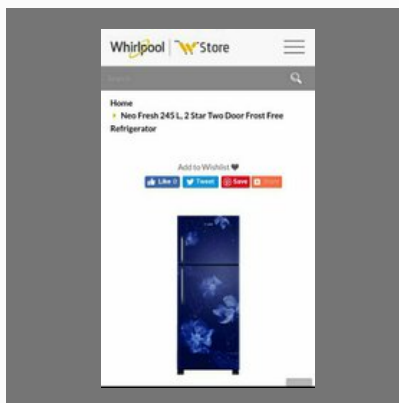 Whirlpool W Store
Search
Home
Neo Fresh 245 L, 2 Star Two Door Frost Free
Refrigerator
Add to Wishlist
Like 0 Tweet Save Share